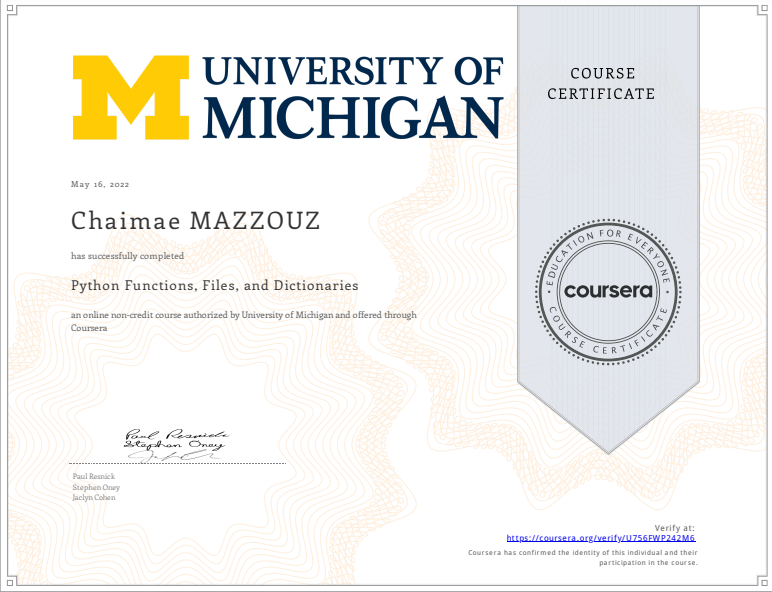 UNIVERSITY OF
MICHIGAN
COURSE
CERTIFICATE
May 16, 2022
Chaimae MAZZOUZ
has successfully completed
Python Functions, Files, and Dictionaries
an online non-credit course authorized by University of Michigan and offered through
Coursera
EDUCATION FOR EVERYONE
coursera
COURSE CERTIFICATE
Paul Resnick
Stephen Oney
Paul Resnick
Stephen Oney
Jaclyn Cohen
Verify at:
https://coursera.org/verify/U756FWP242M6
Coursera has confirmed the identity of this individual and their
participation in the course.